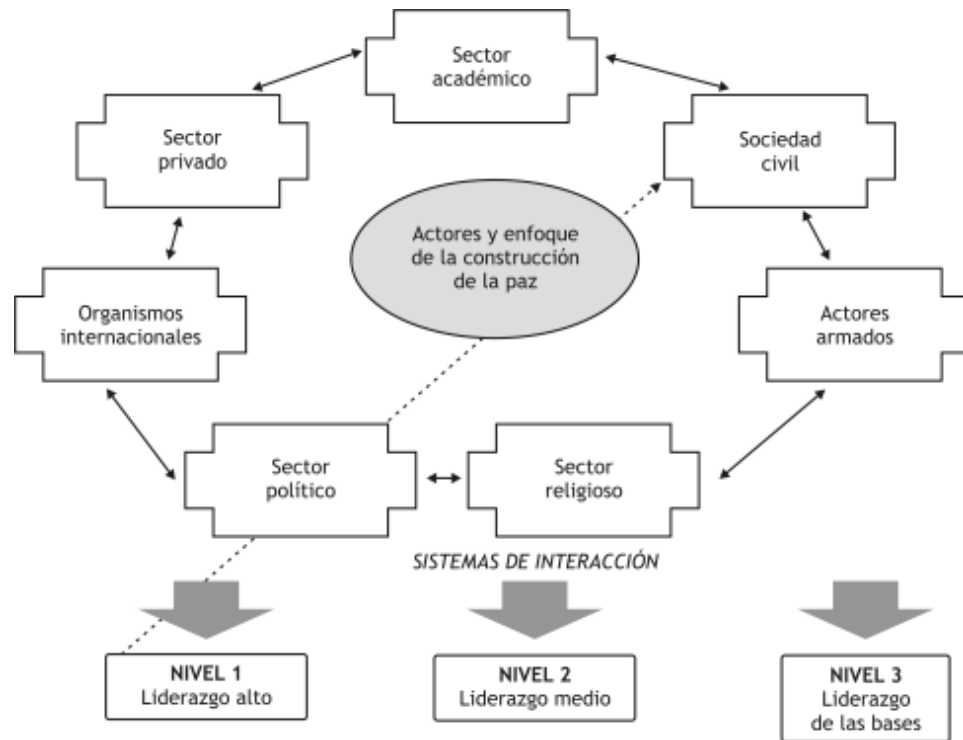 Sector
académico
Sector
privado
Sociedad
civil
Actores y enfoque
de la construcción
de la paz
Organismos
internacionales
Actores
armados
Sector
político
Sector
religioso
SISTEMAS DE INTERACCIÓN
NIVEL 1
Liderazgo alto
NIVEL 2
Liderazgo medio
NIVEL 3
Liderazgo
de las bases